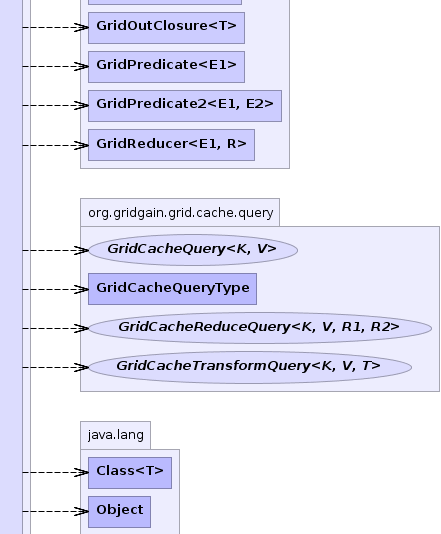 GridOutClosure<T>
GridPredicate<E1>
GridPredicate2<E1, E2>
GridReducer<E1, R>
org.gridgain.grid.cache.query
GridCacheQuery<K, V>
GridCacheQueryType
GridCacheReduceQuery<K, V, R1, R2>
GridCacheTransformQuery<K, V, T>
java.lang
Class<T>
Object